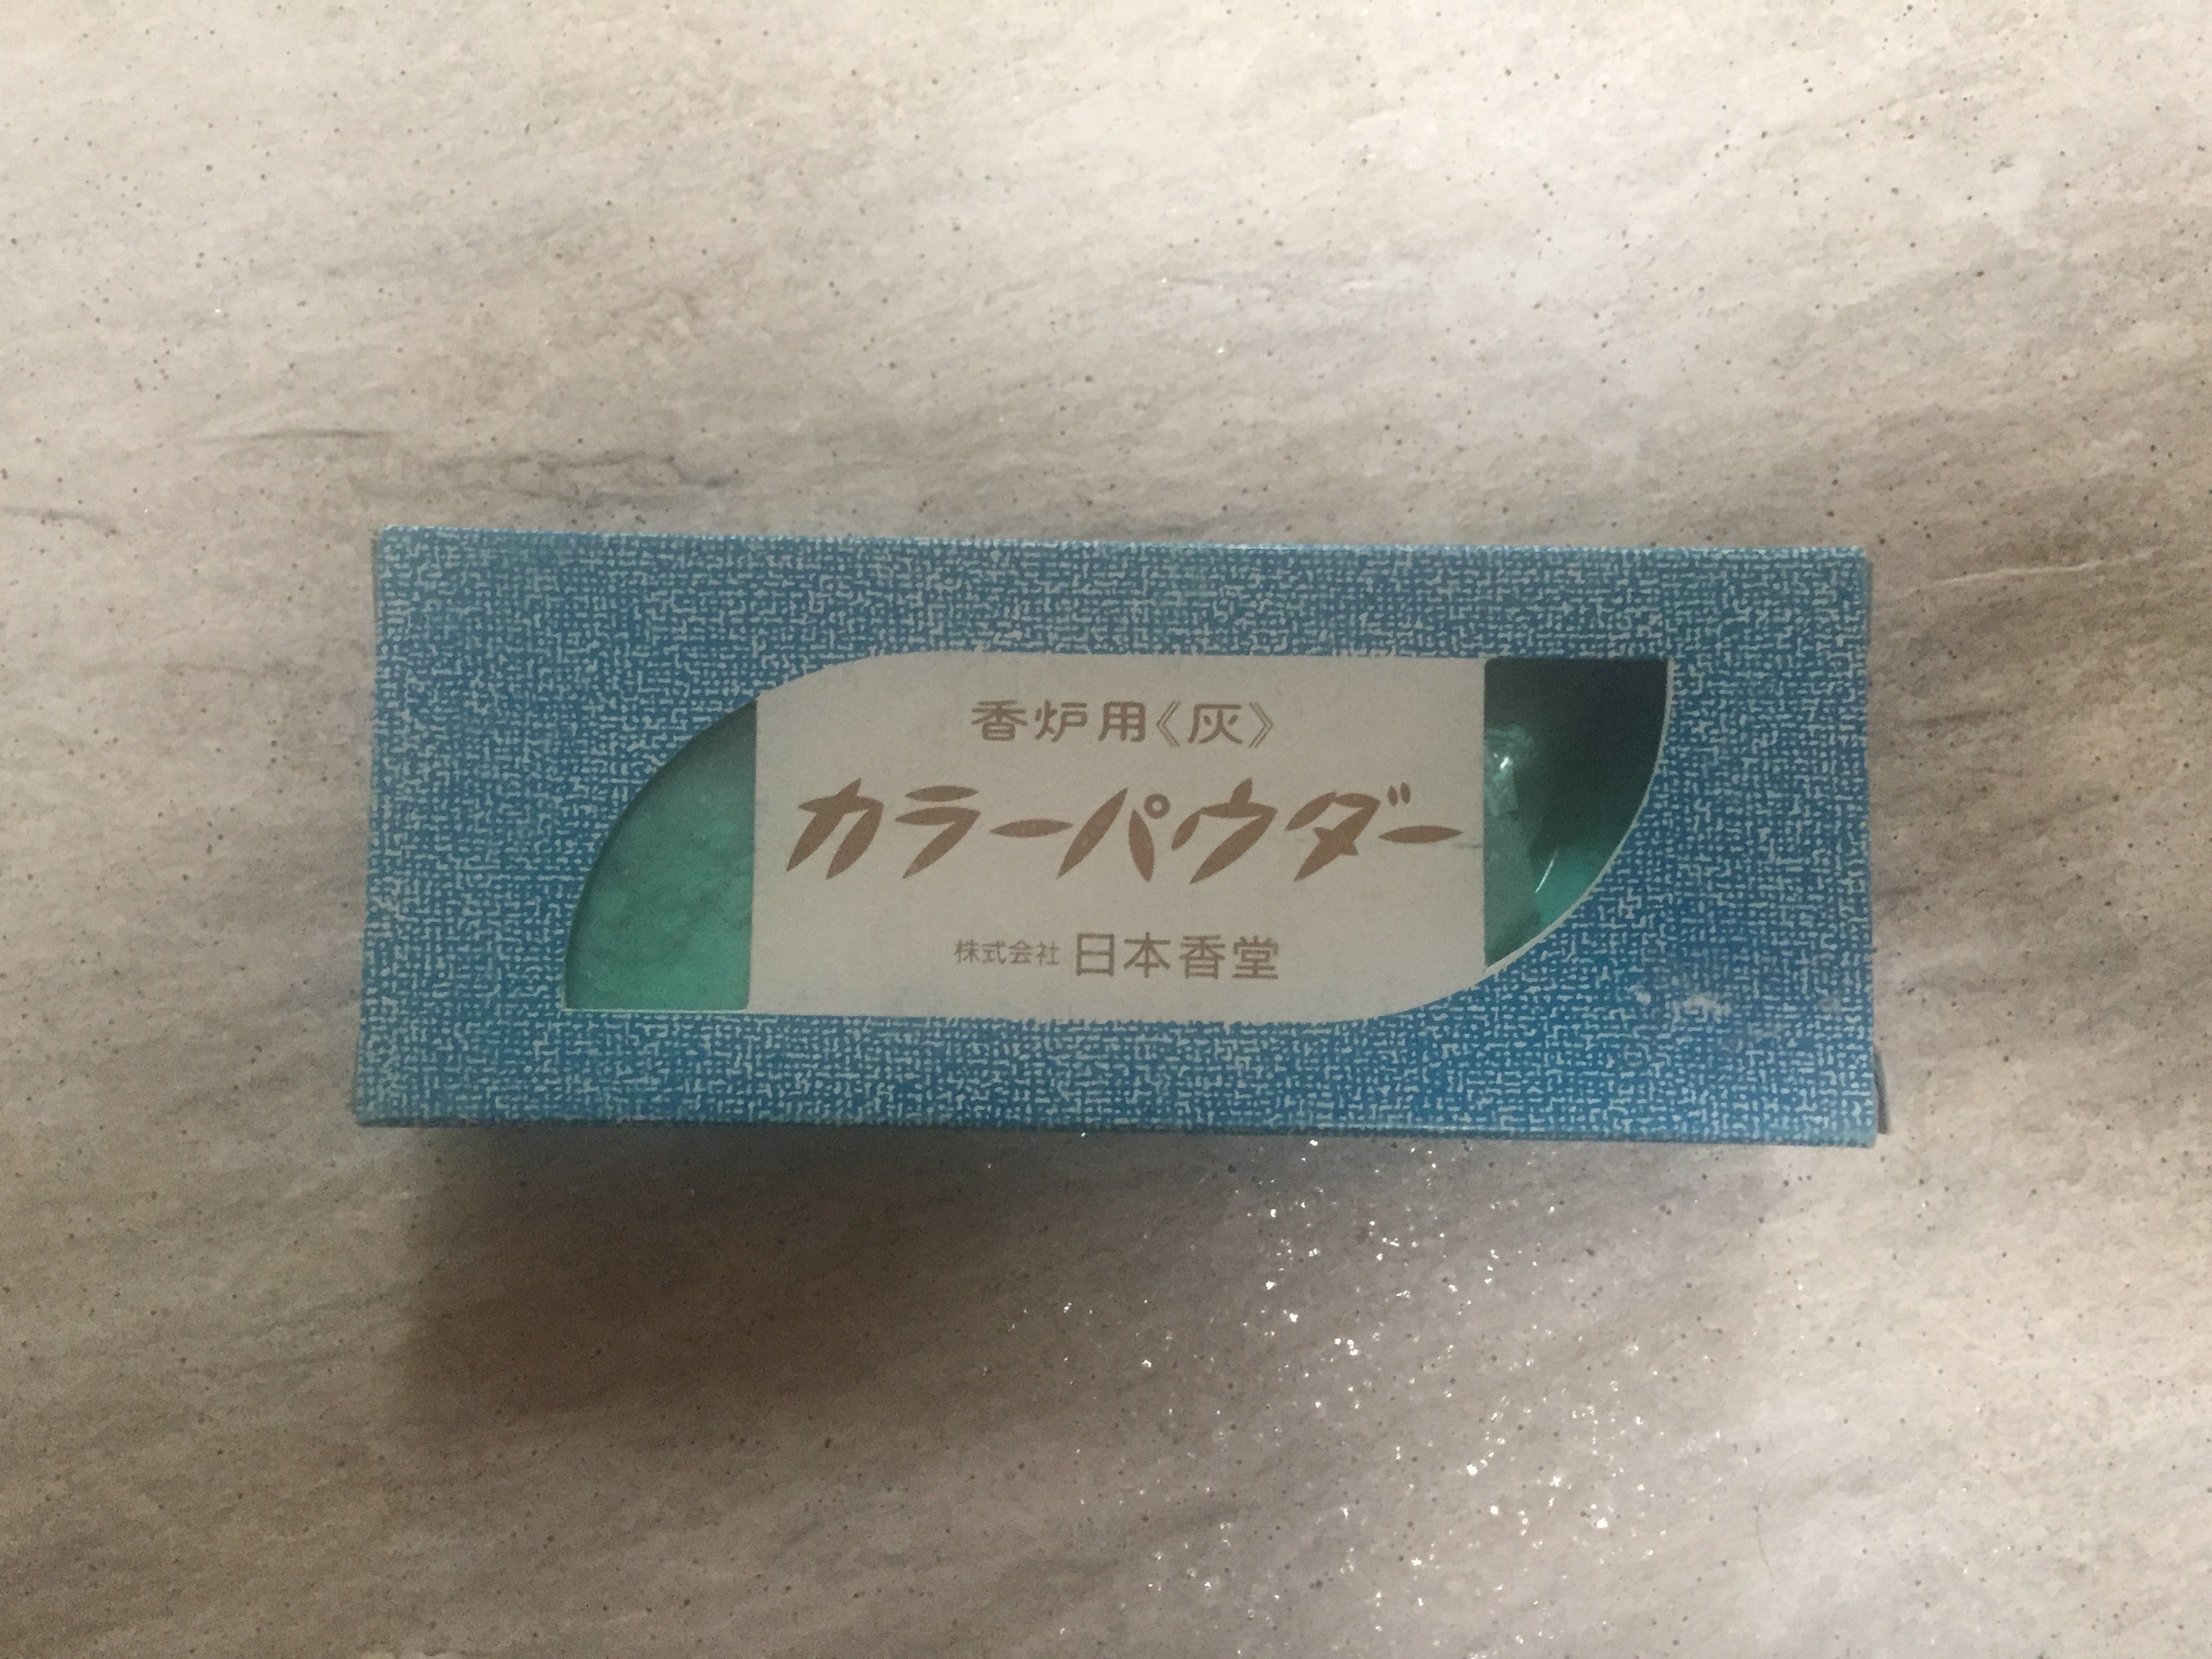 香炉用《灰》
カラーパウダー
株式会社 日本香堂